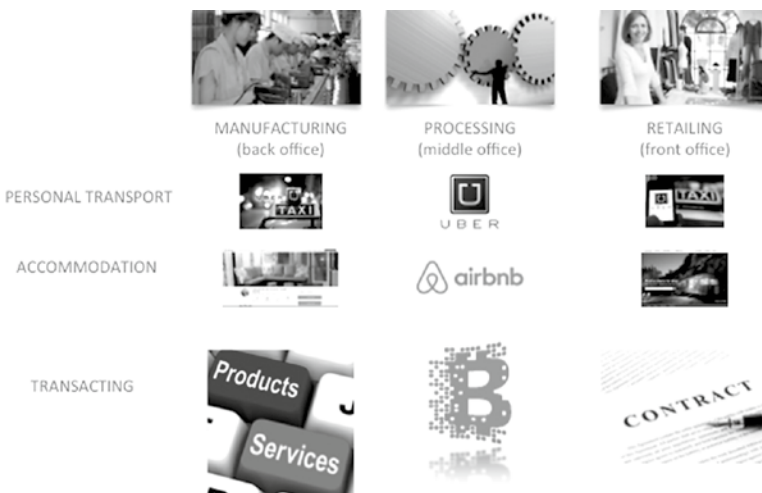 MANUFACTURING
(back office)
PROCESSING
(middle office)
RETAILING
(front office)
PERSONAL TRANSPORT
TAXI
UBER
TAXI
ACCOMMODATION
airbnb
TRANSACTING
Products
Services
CONTRACT